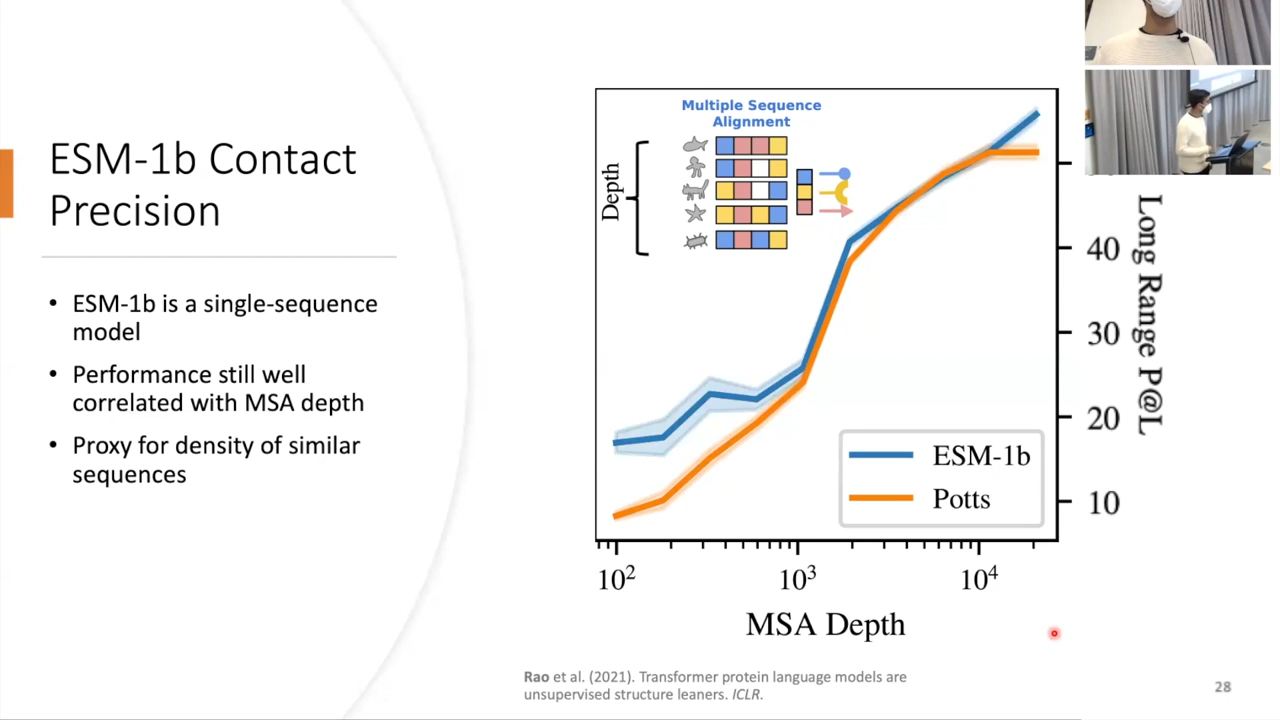 ESM-1b Contact
Precision
• ESM-1b is a single-sequence
model
• Performance still well
correlated with MSA depth
• Proxy for density of similar
sequences
Multiple Sequence
Alignment
Depth
40
30
20
10
Long Range P@L
ESM-1b
Potts
10²
10³
10⁴
MSA Depth
Rao et al. (2021). Transformer protein language models are
unsupervised structure leaners. ICLR.
28